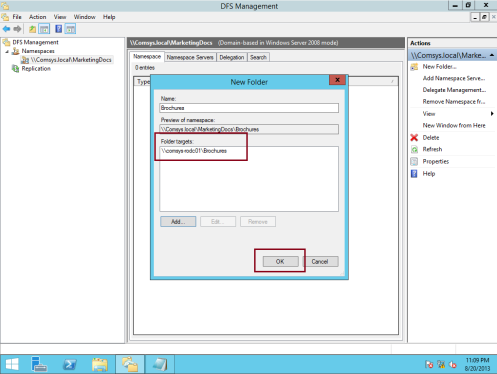 DFS Management
File Action View Window Help
DFS Management
Namespaces
\\Comsys.local\MarketingDocs
Replication
\\Comsys.local\MarketingDocs (Domain-based in Windows Server 2008 mode)
Namespace Namespace Servers Delegation Search
0 entries
Type
New Folder
Name:
Brochures
Preview of namespace:
\\Comsys.local\MarketingDocs\Brochures
Folder targets:
\\comsys-rodc01\Brochures
Add... Edit... Remove
OK Cancel
Actions
\\Comsys.local\Marke...
New Folder...
Add Namespace Serve...
Delegate Management...
Remove Namespace fr...
View
New Window from Here
Delete
Refresh
Properties
Help
11:09 PM
8/20/2013